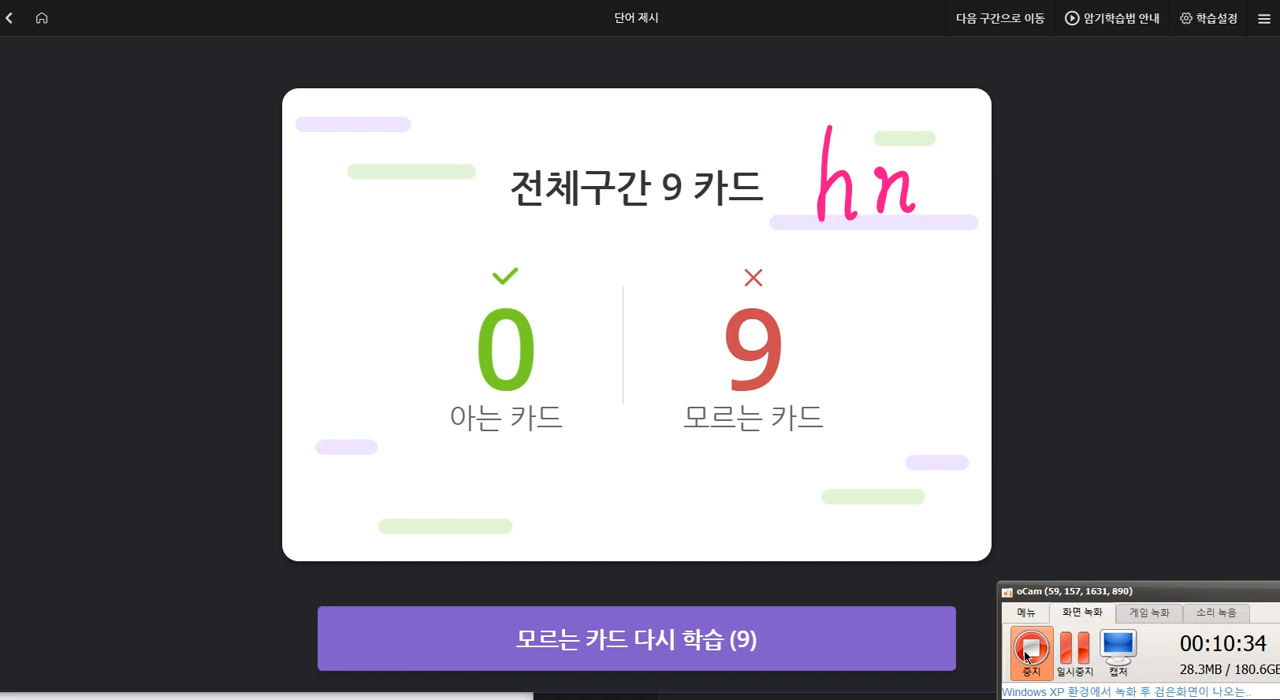 단어 제시
다음 구간으로 이동
암기학습법 안내
학습설정
전체구간 9 카드
hn
0
아는 카드
9
모르는 카드
모르는 카드 다시 학습 (9)
oCam (59, 157, 1631, 890)
메뉴
화면 녹화
게임 녹화
소리 녹음
중지
일시중지
캡처
00:10:34
28.3MB / 180.6GB
Windows XP 환경에서 녹화 후 검은화면이 나오는..